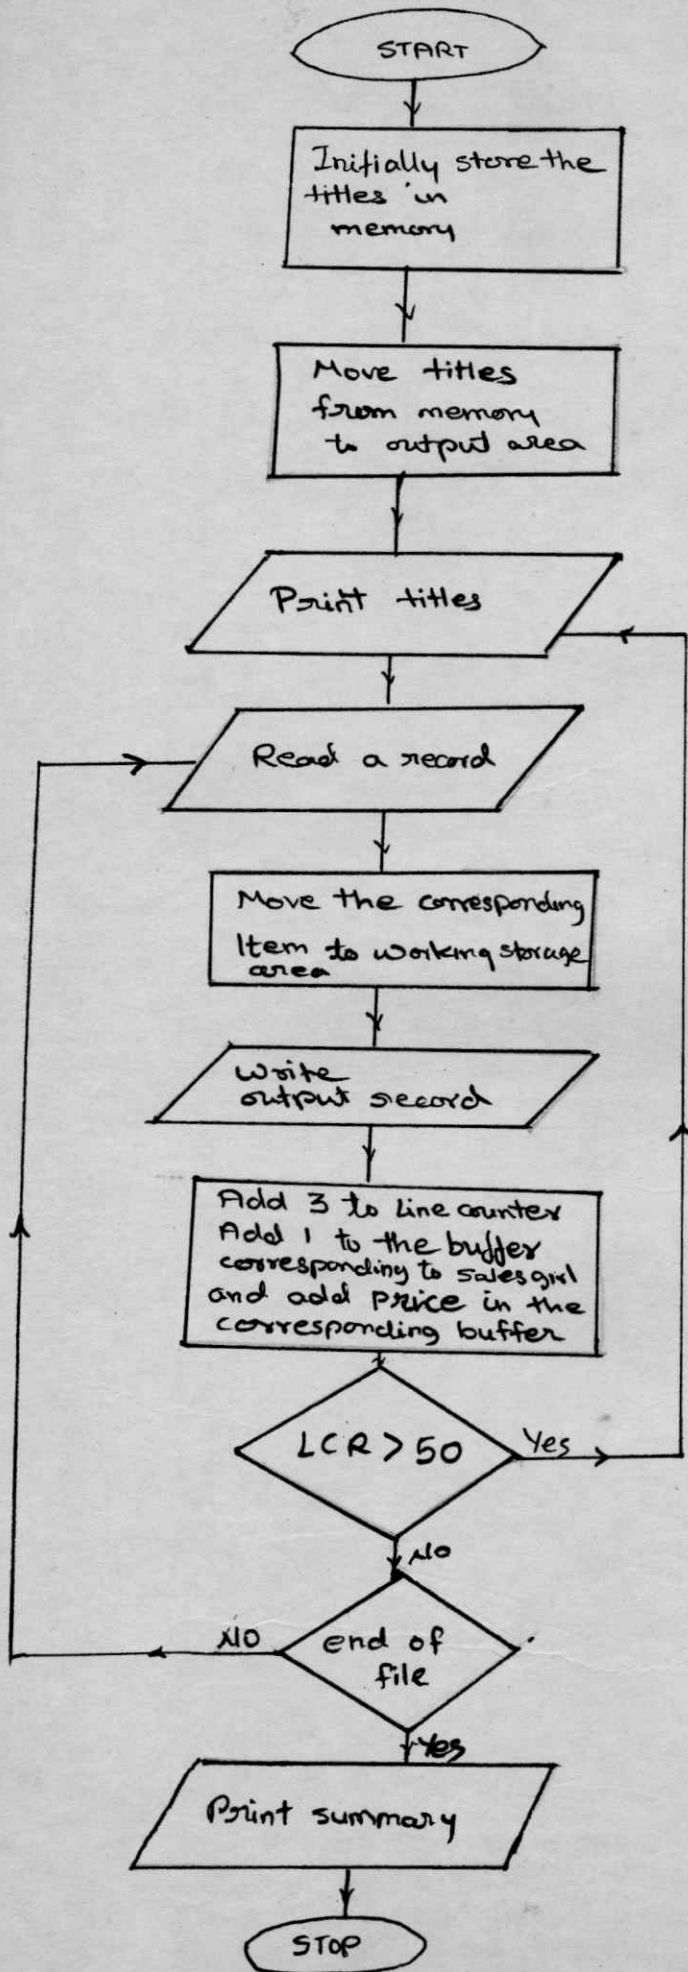 START
Initially store the
titles in
memory
Move titles
from memory
to output area
Print titles
Read a record
Move the corresponding
Item to working storage
area
Write
output record
Add 3 to Line counter
Add 1 to the buffer
corresponding to sales girl
and add price in the
corresponding buffer
LCR > 50
Yes
NO
end of
file
NO
Yes
Print summary
STOP